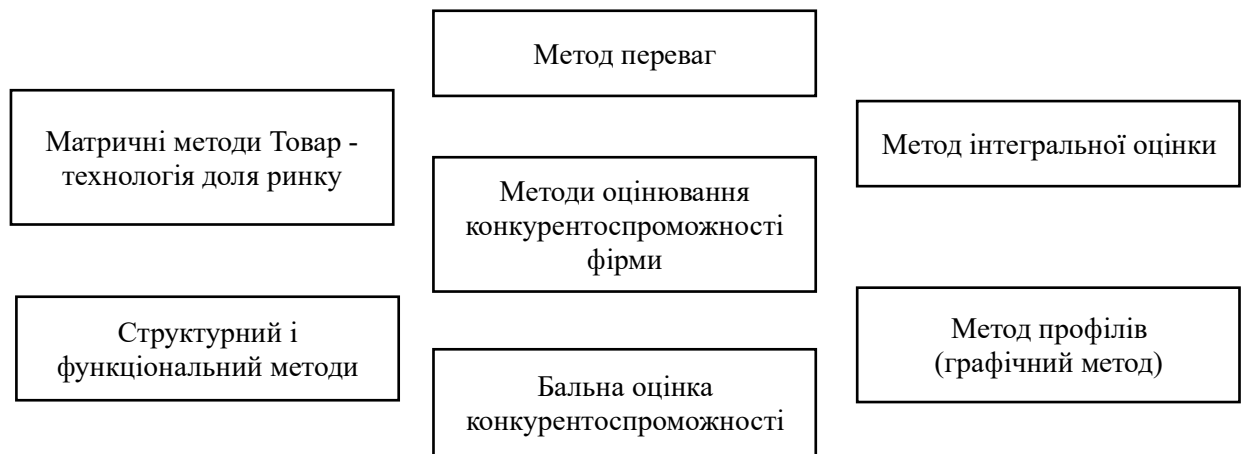 Метод переваг
Матричні методи Товар -
технологія доля ринку
Метод інтегральної оцінки
Методи оцінювання
конкурентоспроможності
фірми
Структурний і
функціональний методи
Метод профілів
(графічний метод)
Бальна оцінка
конкурентоспроможності